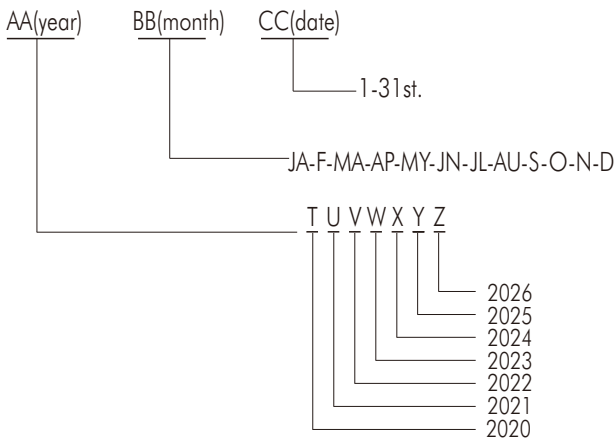 AA(year) BB(month) CC(date)
1-31st.
JA-F-MA-AP-MY-JN-JL-AU-S-O-N-D
T U V W X Y Z
2026
2025
2024
2023
2022
2021
2020